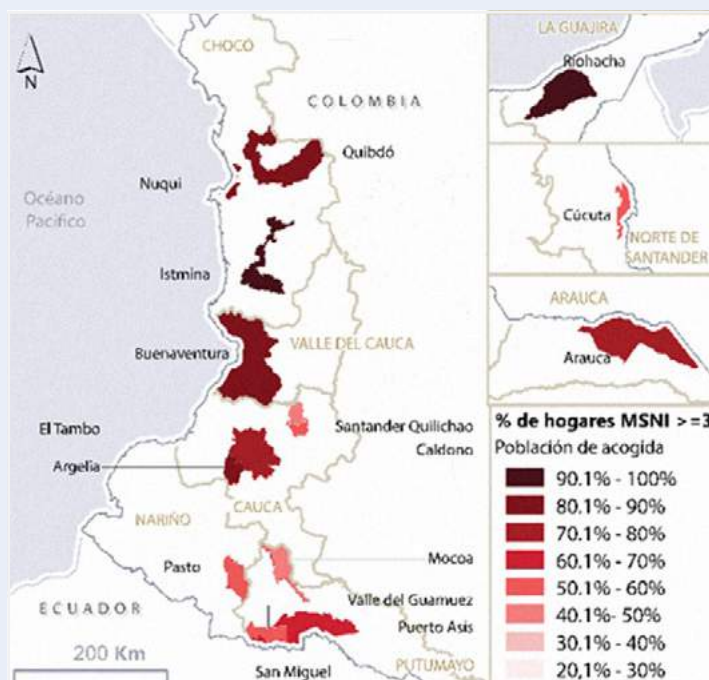 N
CHOCÓ
COLOMBIA
Quibdó
Nuqui
Océano
Pacífico
Istmina
Buenaventura
VALLE DEL CAUCA
El Tambo
Santander Quilichao
Caldono
Argelia
NARIÑO
CAUCA
Pasto
Mocoa
Valle del Guamuez
Puerto Asis
ECUADOR
200 Km
San Miguel
PUTUMAYO
LA GUAJIRA
Riohacha
Cúcuta
NORTE DE
SANTANDER
ARAUCA
Arauca
% de hogares MSNI >=3
Población de acogida
90.1% - 100%
80.1% - 90%
70.1% - 80%
60.1% - 70%
50.1% - 60%
40.1%- 50%
30.1% - 40%
20,1% - 30%